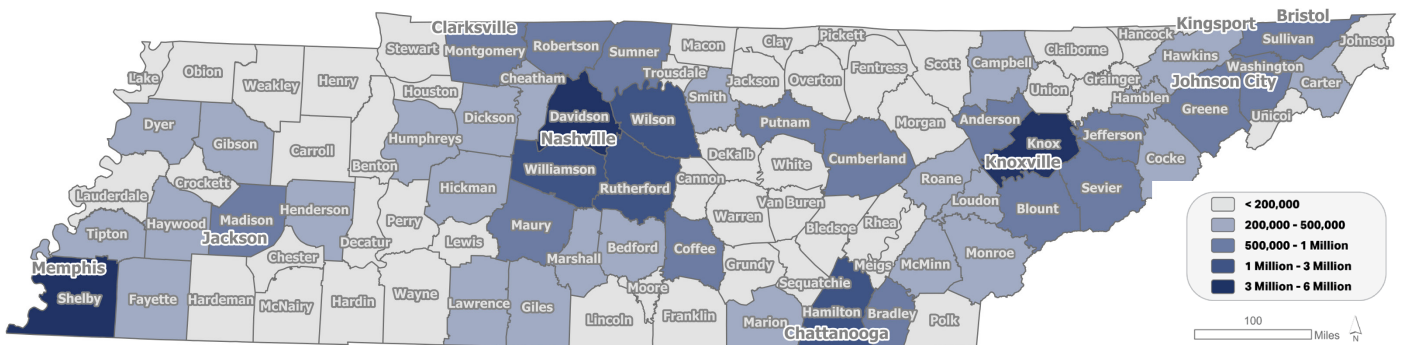 Clarksville
Kingsport
Bristol
Stewart
Montgomery
Robertson
Sumner
Macon
Clay
Pickett
Claiborne
Hancock
Sullivan
Johnson
Lake
Obion
Weakley
Henry
Houston
Cheatham
Trousdale
Jackson
Overton
Fentress
Scott
Campbell
Union
Grainger
Hawkins
Washington
Johnson City
Carter
Hamblen
Greene
Unicoi
Dyer
Gibson
Carroll
Benton
Humphreys
Dickson
Davidson
Nashville
Wilson
Smith
Putnam
Morgan
Anderson
Knox
Knoxville
Jefferson
Cocke
Lauderdale
Crockett
Hickman
Williamson
Rutherford
Cannon
DeKalb
White
Cumberland
Roane
Loudon
Blount
Sevier
Tipton
Haywood
Madison
Jackson
Henderson
Decatur
Perry
Lewis
Maury
Marshall
Bedford
Coffee
Warren
Van Buren
Bledsoe
Rhea
Meigs
McMinn
Monroe
Chester
Memphis
Shelby
Fayette
Hardeman
McNairy
Hardin
Wayne
Lawrence
Giles
Moore
Lincoln
Franklin
Grundy
Sequatchie
Marion
Hamilton
Chattanooga
Bradley
Polk
< 200,000
200,000 - 500,000
500,000 - 1 Million
1 Million - 3 Million
3 Million - 6 Million
100
Miles
N